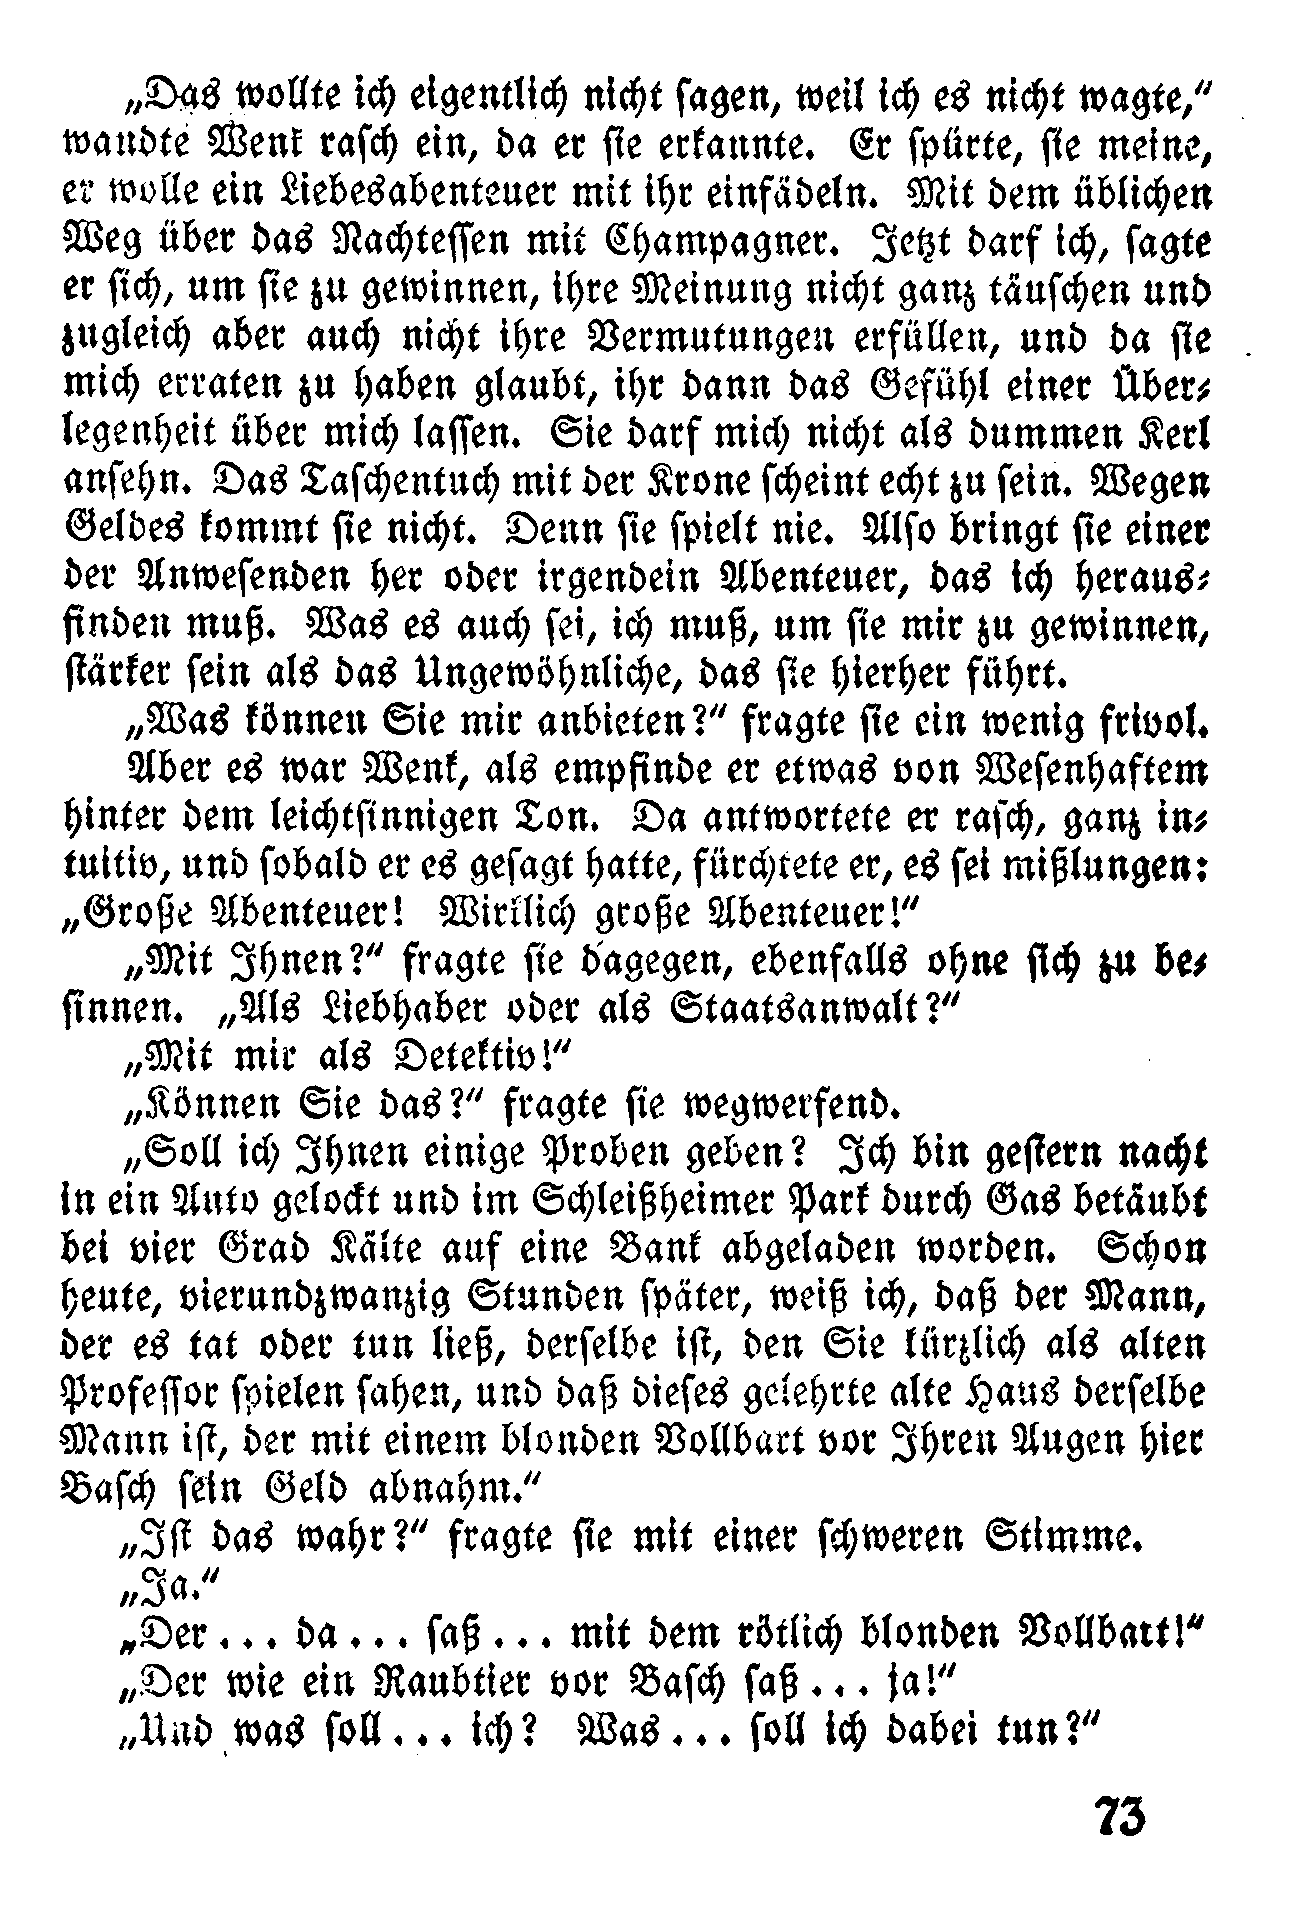 „Das wollte ich eigentlich nicht sagen, weil ich es nicht wagte,“
wandte Wenk rasch ein, da er sie erkannte. Er spürte, sie meine,
er wolle ein Liebesabenteuer mit ihr einfädeln. Mit dem üblichen
Weg über das Nachtessen mit Champagner. Jetzt darf ich, sagte
er sich, um sie zu gewinnen, ihre Meinung nicht ganz täuschen und
zugleich aber auch nicht ihre Vermutungen erfüllen, und da sie
mich erraten zu haben glaubt, ihr dann das Gefühl einer Über-
legenheit über mich lassen. Sie darf mich nicht als dummen Kerl
ansehn. Das Taschentuch mit der Krone scheint echt zu sein. Wegen
Geldes kommt sie nicht. Denn sie spielt nie. Also bringt sie einer
der Anwesenden her oder irgendein Abenteuer, das ich heraus-
finden muß. Was es auch sei, ich muß, um sie mir zu gewinnen,
stärker sein als das Ungewöhnliche, das sie hierher führt.
„Was können Sie mir anbieten?“ fragte sie ein wenig frivol.
Aber es war Wenk, als empfinde er etwas von Wesenhaftem
hinter dem leichtsinnigen Ton. Da antwortete er rasch, ganz in-
tuitiv, und sobald er es gesagt hatte, fürchtete er, es sei mißlungen:
„Große Abenteuer! Wirklich große Abenteuer!“
„Mit Ihnen?“ fragte sie dagegen, ebenfalls ohne sich zu be-
sinnen. „Als Liebhaber oder als Staatsanwalt?“
„Mit mir als Detektiv!“
„Können Sie das?“ fragte sie wegwerfend.
„Soll ich Ihnen einige Proben geben? Ich bin gestern nacht
in ein Auto gelockt und im Schleißheimer Park durch Gas betäubt
bei vier Grad Kälte auf eine Bank abgeladen worden. Schon
heute, vierundzwanzig Stunden später, weiß ich, daß der Mann,
der es tat oder tun ließ, derselbe ist, den Sie kürzlich als alten
Professor spielen sahen, und daß dieses gelehrte alte Haus derselbe
Mann ist, der mit einem blonden Vollbart vor Ihren Augen hier
Basch sein Geld abnahm.“
„Ist das wahr?“ fragte sie mit einer schweren Stimme.
„Ja.“
„Der... da... saß... mit dem rötlich blonden Vollbart!“
„Der wie ein Raubtier vor Basch saß... ja!“
„Und was soll... ich? Was... soll ich dabei tun?“
73